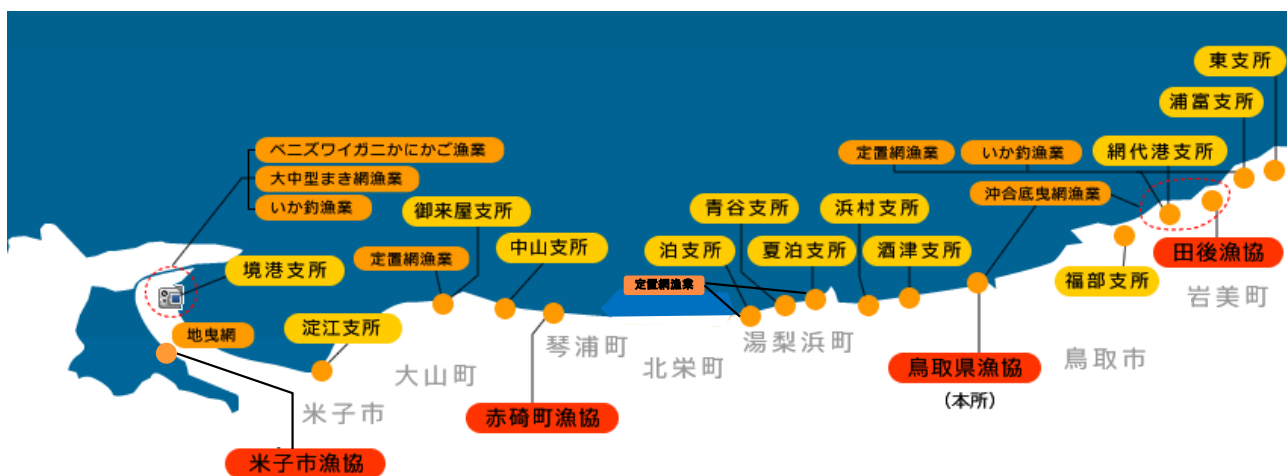 東支所
浦富支所
網代港支所
いか釣漁業
定置網漁業
ベニズワイガニかにかご漁業
大中型まき網漁業
いか釣漁業
御来屋支所
青谷支所
浜村支所
沖合底曳網漁業
中山支所
泊支所
夏泊支所
酒津支所
田後漁協
定置網漁業
境港支所
定置網漁業
福部支所
岩美町
地曳網
淀江支所
琴浦町
湯梨浜町
鳥取市
大山町
北栄町
鳥取県漁協
(本所)
米子市
赤碕町漁協
米子市漁協